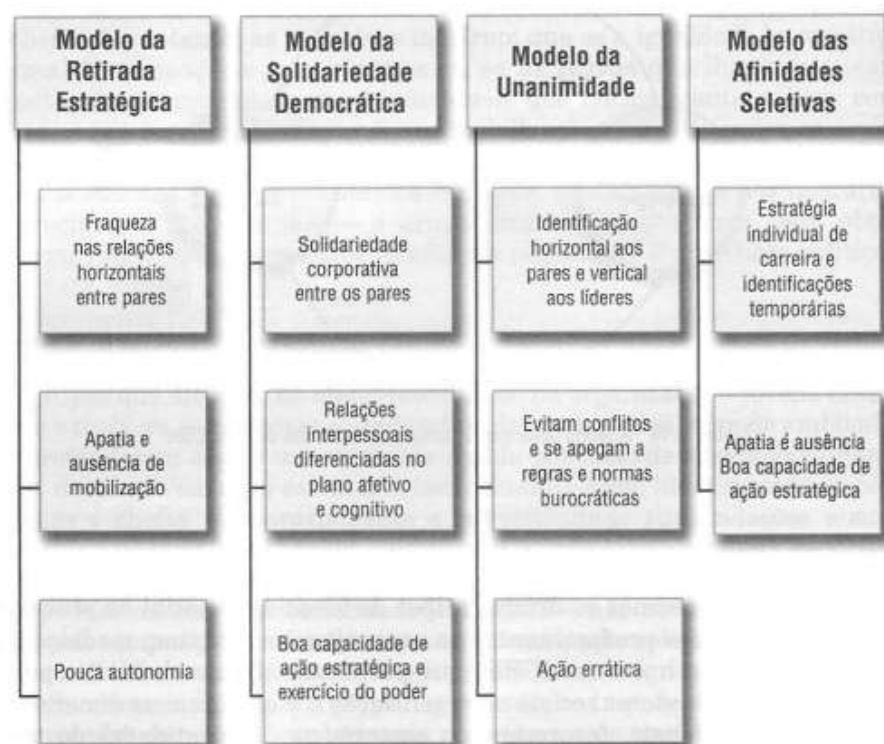 Modelo da
Retirada
Estratégica
Fraqueza
nas relações
horizontais
entre pares
Apatia e
ausência de
mobilização
Pouca autonomia
Modelo da
Solidariedade
Democrática
Solidariedade
corporativa
entre os pares
Relações
Interpessoais
diferenciadas no
plano afetivo
e cognitivo
Boa capacidade de
ação estratégica e
exercício do poder
Modelo da
Unanimidade
Identificação
horizontal aos
pares e vertical
aos líderes
Evitam conflitos
e se apegam a
regras e normas
burocráticas
Ação errática
Modelo das
Afinidades
Seletivas
Estratégia
individual de
carreira e
identificações
temporárias
Apatia e ausência
Boa capacidade de
ação estratégica